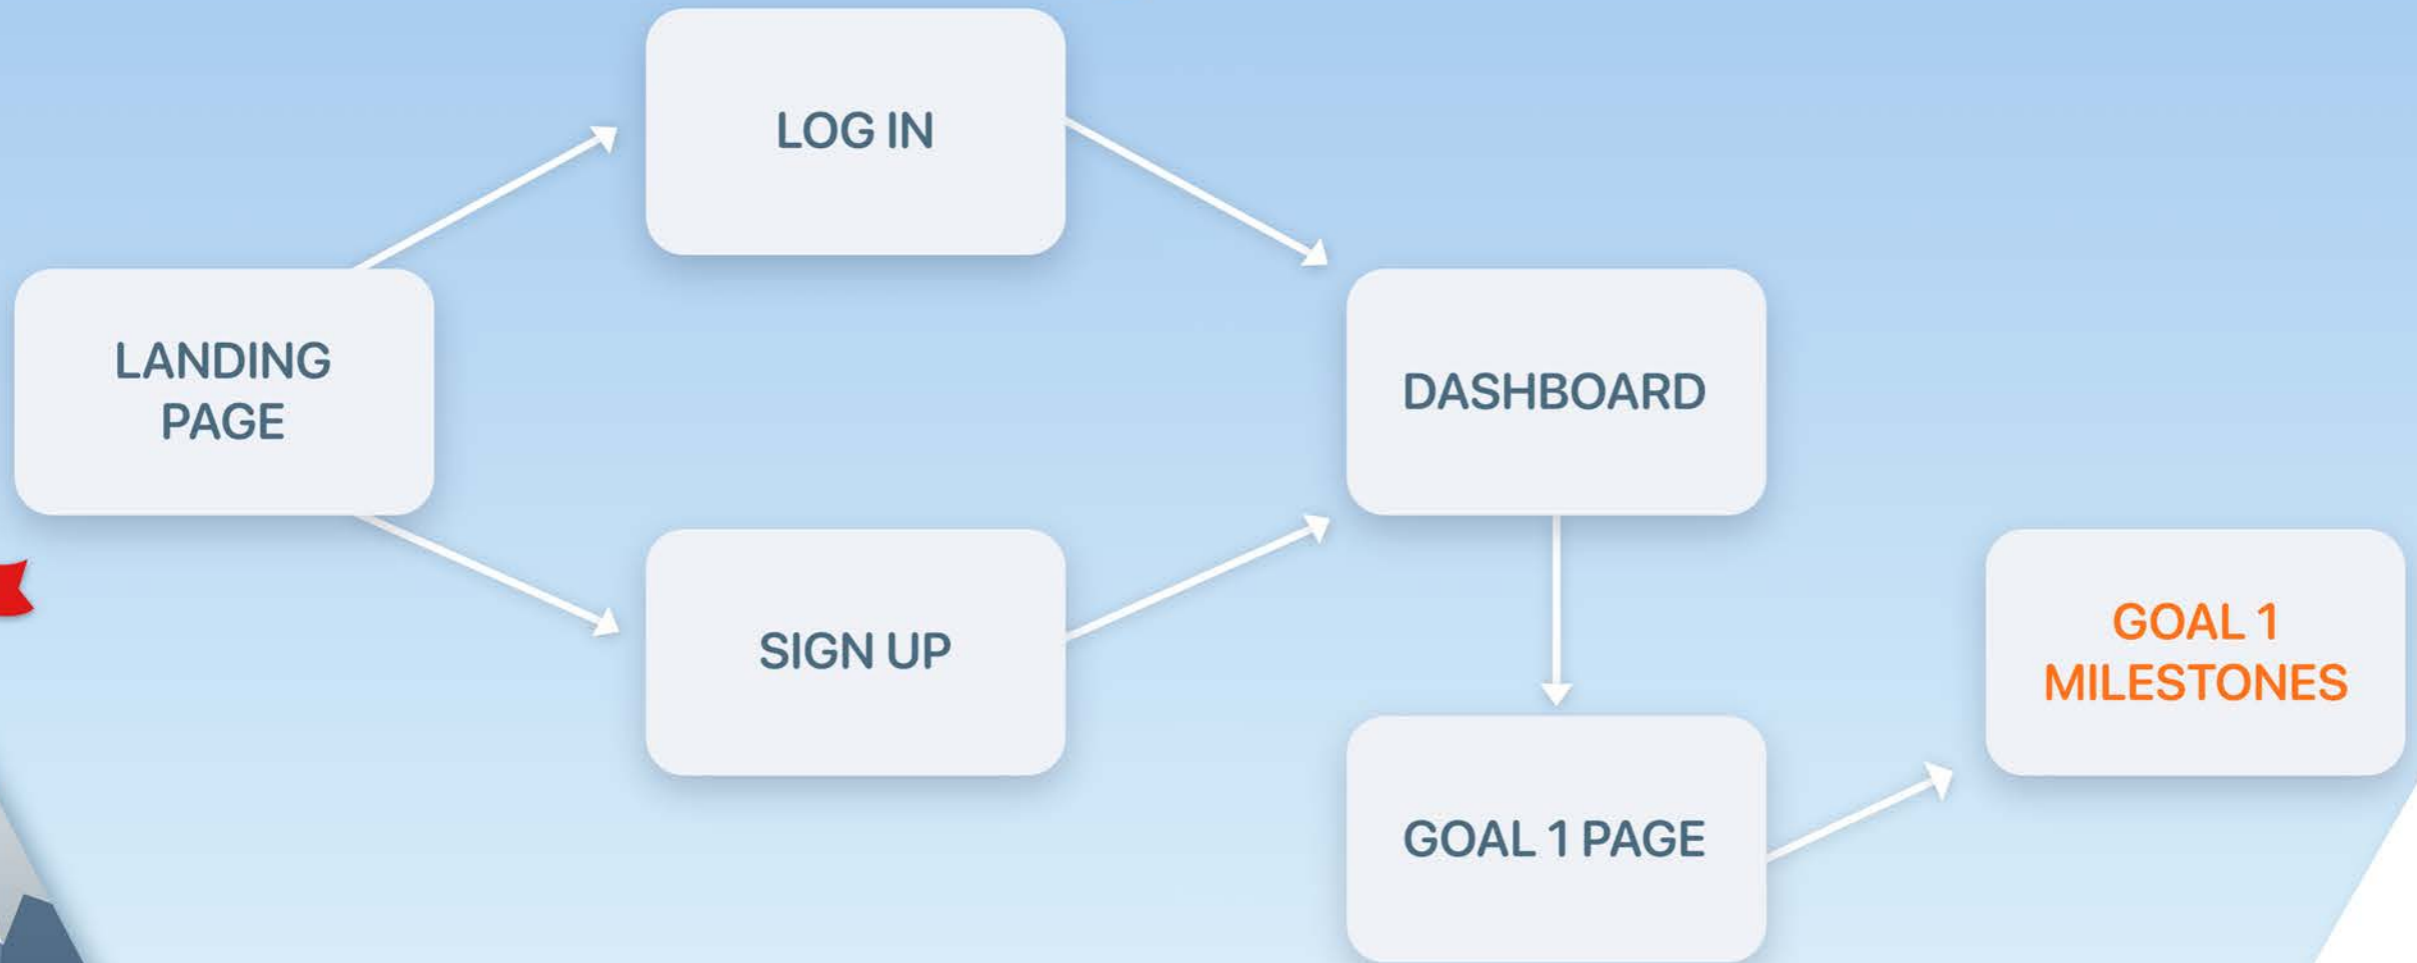 LOG IN
LANDING
PAGE
DASHBOARD
SIGN UP
GOAL 1
MILESTONES
GOAL 1 PAGE